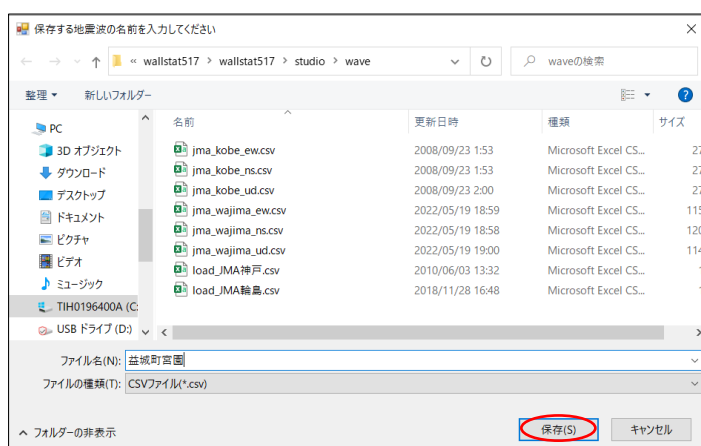 保存する地震波の名前を入力してください
« wallstat517 › wallstat517 › studio › wave
waveの検索
整理 新しいフォルダー
名前 更新日時 種類 サイズ
PC
3D オブジェクト
ダウンロード
デスクトップ
ドキュメント
ピクチャ
ビデオ
ミュージック
TIH0196400A (C:
USB ドライブ (D:)
jma_kobe_ew.csv 2008/09/23 1:53 Microsoft Excel CS... 27
jma_kobe_ns.csv 2008/09/23 1:53 Microsoft Excel CS... 27
jma_kobe_ud.csv 2008/09/23 2:00 Microsoft Excel CS... 27
jma_wajima_ew.csv 2022/05/19 18:59 Microsoft Excel CS... 115
jma_wajima_ns.csv 2022/05/19 18:58 Microsoft Excel CS... 120
jma_wajima_ud.csv 2022/05/19 19:00 Microsoft Excel CS... 114
load_JMA神戸.csv 2010/06/03 13:32 Microsoft Excel CS... 1
load_JMA輪島.csv 2018/11/28 16:48 Microsoft Excel CS... 1
ファイル名(N): 益城町宮園
ファイルの種類(T): CSVファイル(*.csv)
フォルダーの非表示 保存(S) キャンセル